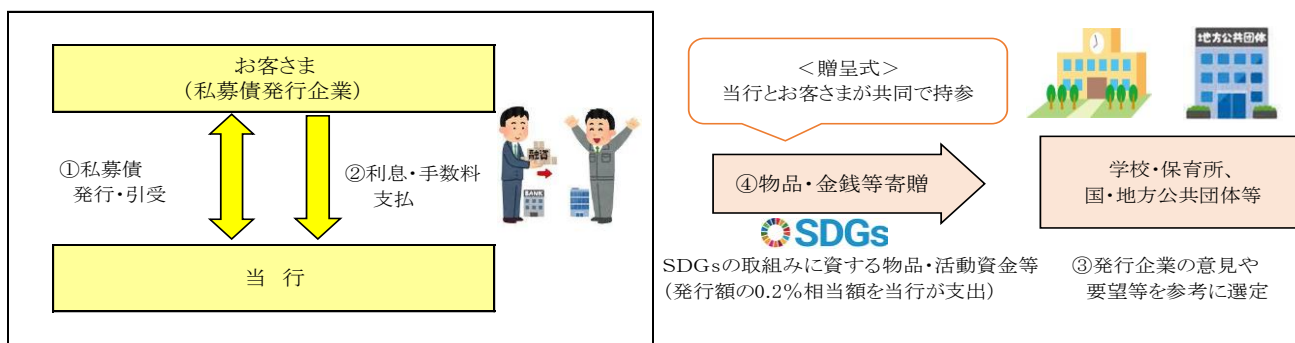 お客さま
（私募債発行企業）
①私募債
発行・引受
②利息・手数料
支払
融資
BANK
当 行
＜贈呈式＞
当行とお客さまが共同で持参
④物品・金銭等寄贈
SDGs
SDGsの取組みに資する物品・活動資金等
（発行額の0.2％相当額を当行が支出）
地方公共団体
学校・保育所、
国・地方公共団体等
③発行企業の意見や
要望等を参考に選定